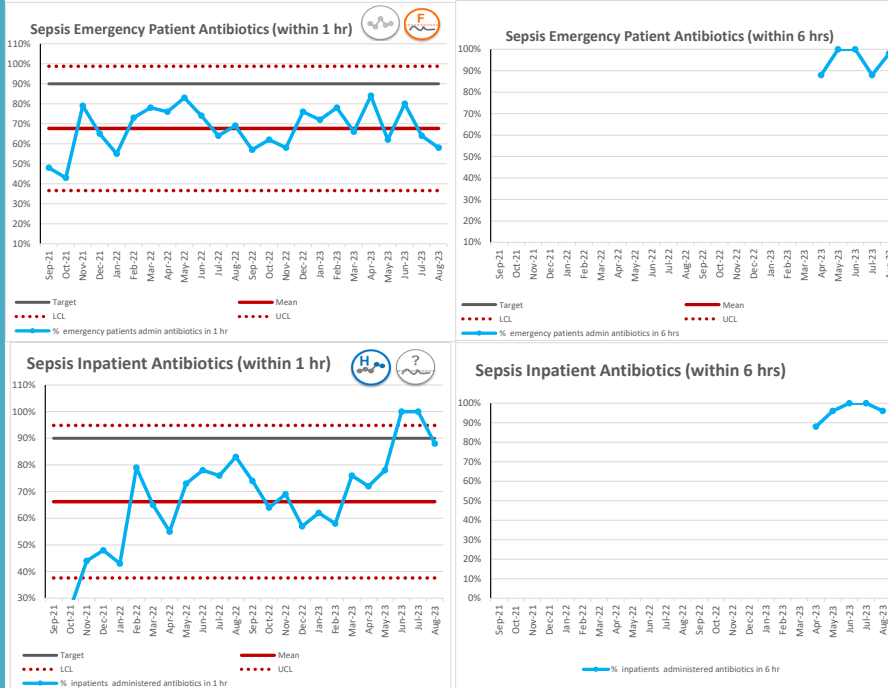 Sepsis Emergency Patient Antibiotics (within 1 hr)
F
110%
100%
90%
80%
70%
60%
50%
40%
30%
20%
10%
Sep-21
Oct-21
Nov-21
Dec-21
Jan-22
Feb-22
Mar-22
Apr-22
May-22
Jun-22
Jul-22
Aug-22
Sep-22
Oct-22
Nov-22
Dec-22
Jan-23
Feb-23
Mar-23
Apr-23
May-23
Jun-23
Jul-23
Aug-23
Target
Mean
LCL
UCL
% emergency patients admin antibiotics in 1 hr
Sepsis Emergency Patient Antibiotics (within 6 hrs)
100%
90%
80%
70%
60%
50%
40%
30%
20%
10%
Sep-21
Oct-21
Nov-21
Dec-21
Jan-22
Feb-22
Mar-22
Apr-22
May-22
Jun-22
Jul-22
Aug-22
Sep-22
Oct-22
Nov-22
Dec-22
Jan-23
Feb-23
Mar-23
Apr-23
May-23
Jun-23
Jul-23
Target
Mean
LCL
UCL
% emergency patients admin antibiotics in 6 hrs
Sepsis Inpatient Antibiotics (within 1 hr)
H
?
110%
100%
90%
80%
70%
60%
50%
40%
30%
Sep-21
Oct-21
Nov-21
Dec-21
Jan-22
Feb-22
Mar-22
Apr-22
May-22
Jun-22
Jul-22
Aug-22
Sep-22
Oct-22
Nov-22
Dec-22
Jan-23
Feb-23
Mar-23
Apr-23
May-23
Jun-23
Jul-23
Aug-23
Target
Mean
LCL
UCL
% inpatients administered antibiotics in 1 hr
Sepsis Inpatient Antibiotics (within 6 hrs)
100%
90%
80%
70%
60%
50%
40%
30%
20%
10%
0%
Sep-21
Oct-21
Nov-21
Dec-21
Jan-22
Feb-22
Mar-22
Apr-22
May-22
Jun-22
Jul-22
Aug-22
Sep-22
Oct-22
Nov-22
Dec-22
Jan-23
Feb-23
Mar-23
Apr-23
May-23
Jun-23
Jul-23
Aug-23
% inpatients administered antibiotics in 6 hr